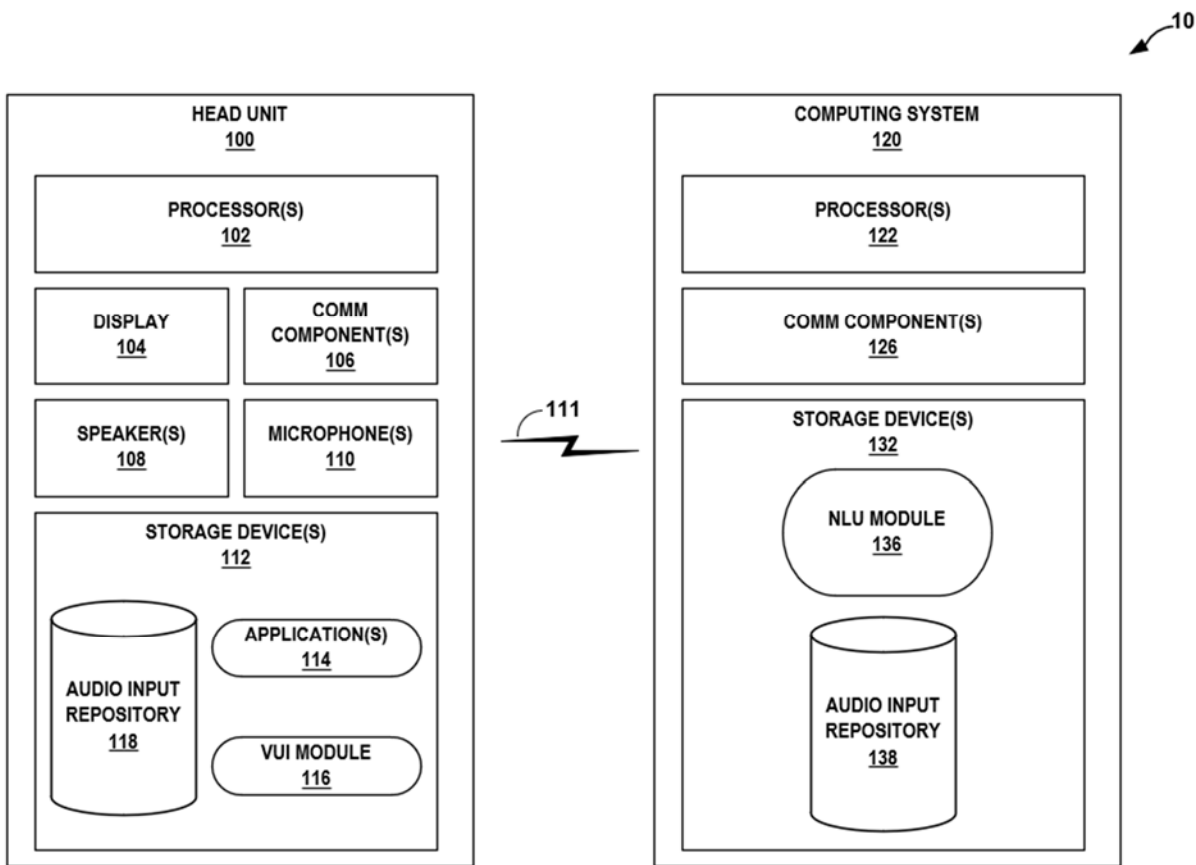 10
HEAD UNIT
100
PROCESSOR(S)
102
DISPLAY
104
COMM
COMPONENT(S)
106
SPEAKER(S)
108
MICROPHONE(S)
110
STORAGE DEVICE(S)
112
AUDIO INPUT
REPOSITORY
118
APPLICATION(S)
114
VUI MODULE
116
111
COMPUTING SYSTEM
120
PROCESSOR(S)
122
COMM COMPONENT(S)
126
STORAGE DEVICE(S)
132
NLU MODULE
136
AUDIO INPUT
REPOSITORY
138